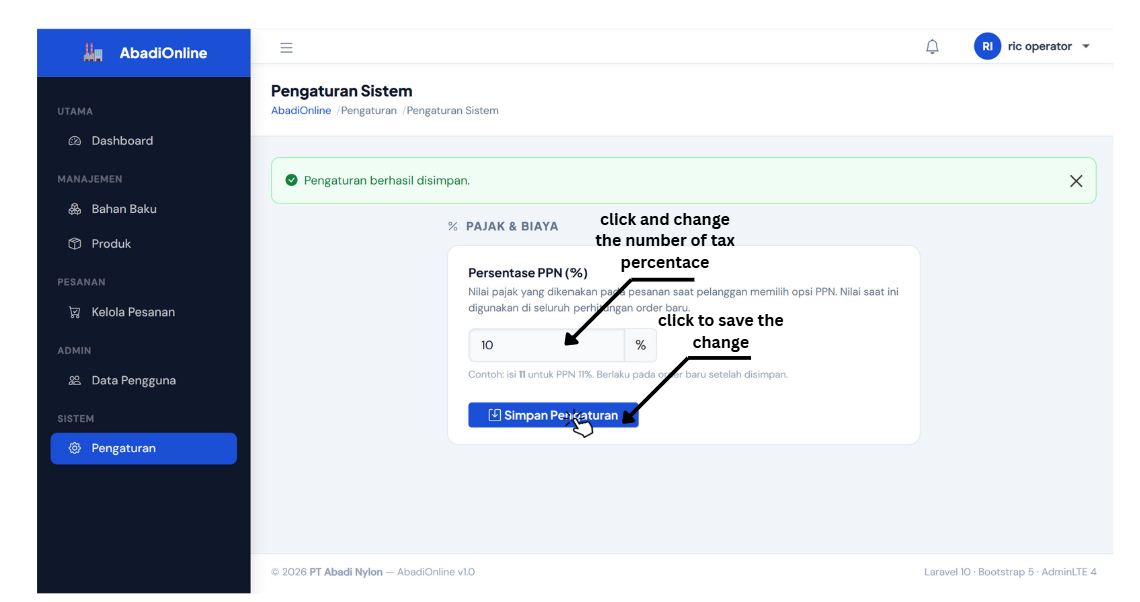 AbadiOnline
ric operator
RI
Pengaturan Sistem
AbadiOnline / Pengaturan / Pengaturan Sistem
UTAMA
Dashboard
MANAJEMEN
Bahan Baku
Produk
PESANAN
Kelola Pesanan
ADMIN
Data Pengguna
SISTEM
Pengaturan
Pengaturan berhasil disimpan.
% PAJAK & BIAYA
click and change
the number of tax
percentace
Persentase PPN (%)
Nilai pajak yang dikenakan pada pesanan saat pelanggan memilih opsi PPN. Nilai saat ini
digunakan di seluruh perhitungan order baru.
click to save the
change
10
%
Contoh: isi 11 untuk PPN 11%. Berlaku pada order baru setelah disimpan.
Simpan Pengaturan
© 2026 PT Abadi Nylon — AbadiOnline v1.0
Laravel 10 · Bootstrap 5 · AdminLTE 4